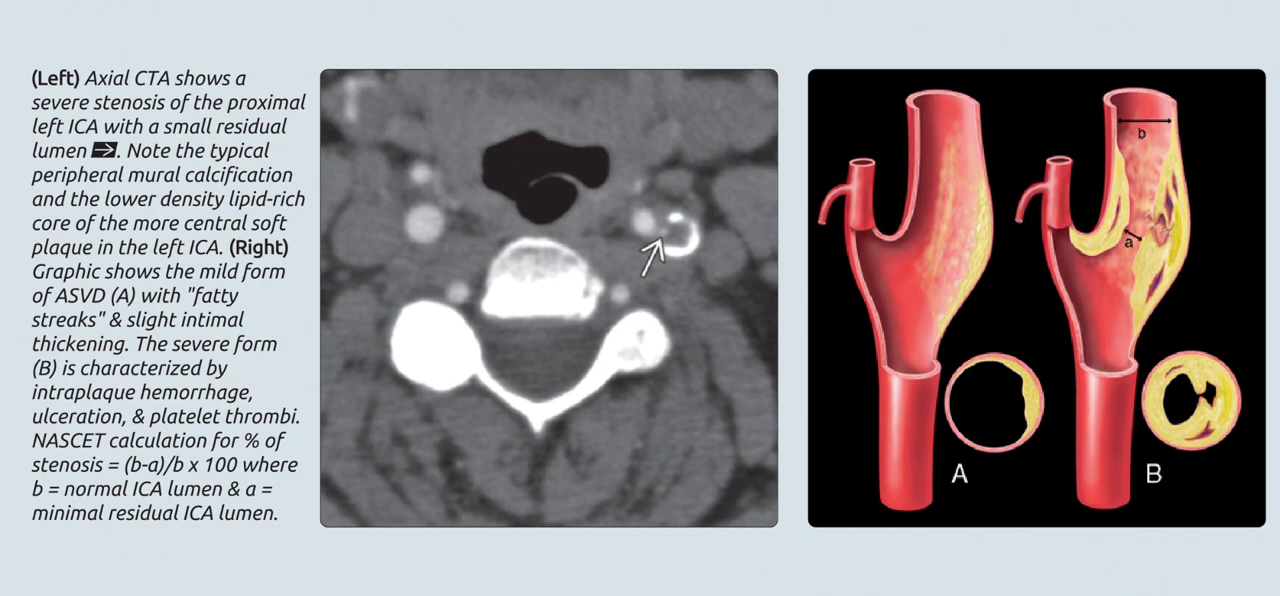 (Left) Axial CTA shows a
severe stenosis of the proximal
left ICA with a small residual
lumen ➡. Note the typical
peripheral mural calcification
and the lower density lipid-rich
core of the more central soft
plaque in the left ICA. (Right)
Graphic shows the mild form
of ASVD (A) with "fatty
streaks" & slight intimal
thickening. The severe form
(B) is characterized by
intraplaque hemorrhage,
ulceration, & platelet thrombi.
NASCET calculation for % of
stenosis = (b-a)/b x 100 where
b = normal ICA lumen & a =
minimal residual ICA lumen.
b
a
A
B